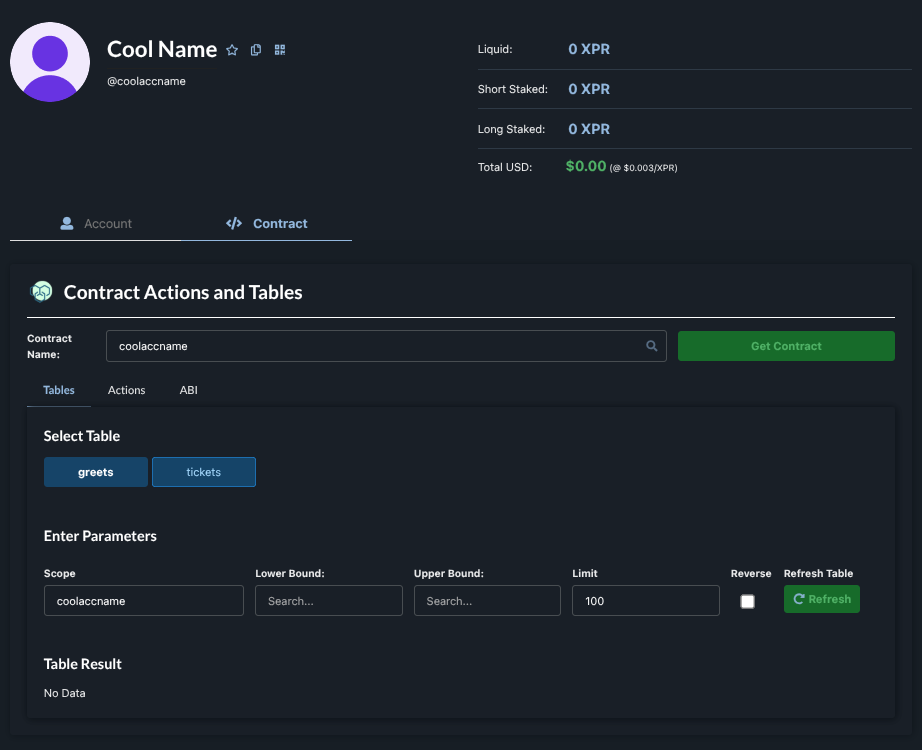 Cool Name
@coolaccname
Liquid: 0 XPR
Short Staked: 0 XPR
Long Staked: 0 XPR
Total USD: $0.00 (@ $0.003/XPR)
Account
Contract
Contract Actions and Tables
Contract
Name:
coolaccname
Get Contract
Tables
Actions
ABI
Select Table
greets
tickets
Enter Parameters
Scope
Lower Bound:
Upper Bound:
Limit
Reverse
Refresh Table
coolaccname
Search...
Search...
100
Refresh
Table Result
No Data